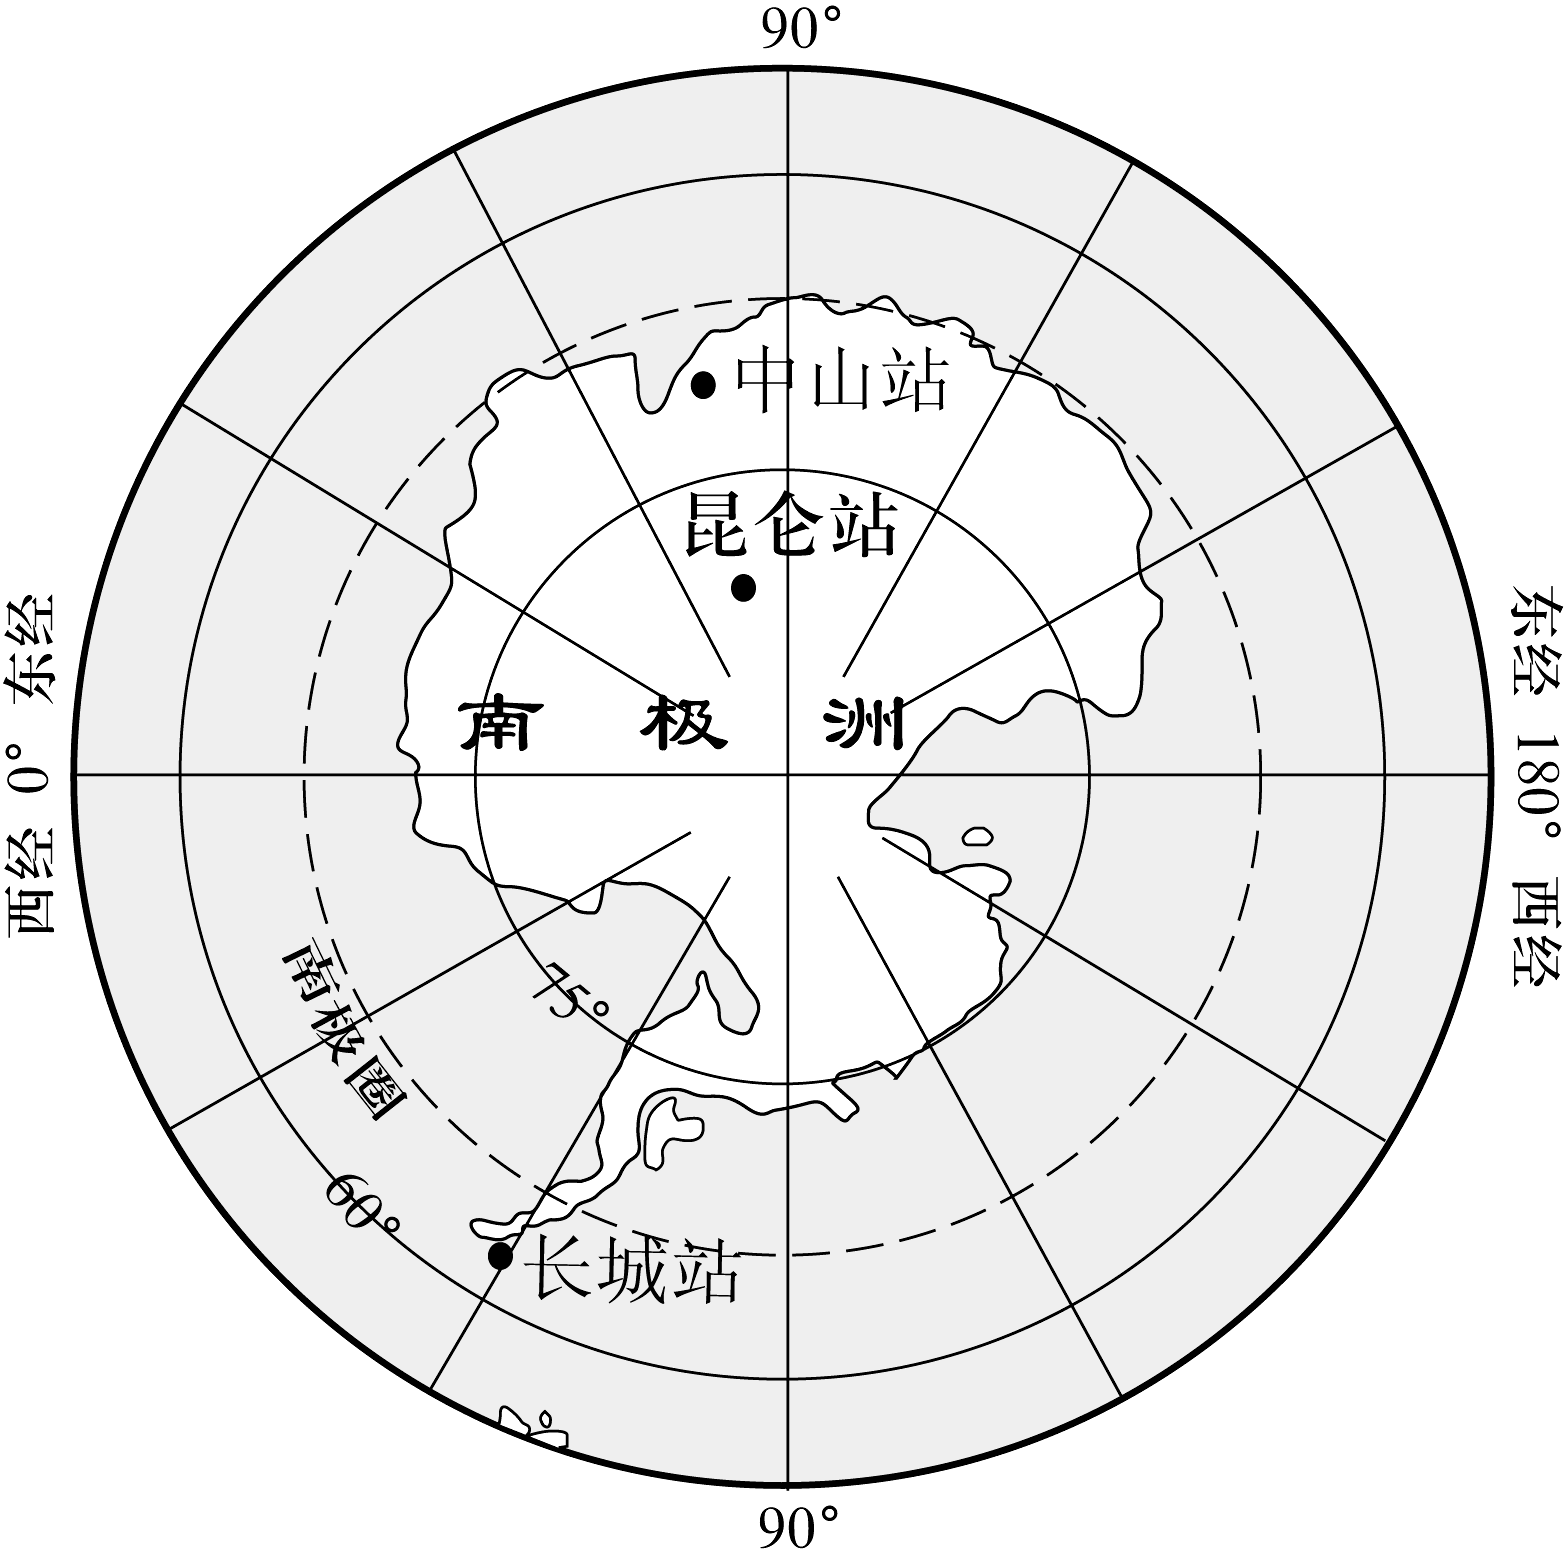 90°
中山站
昆仑站
西经 0° 东经
东经 180° 西经
南 极 洲
75°
南极圈
60°
长城站
90°